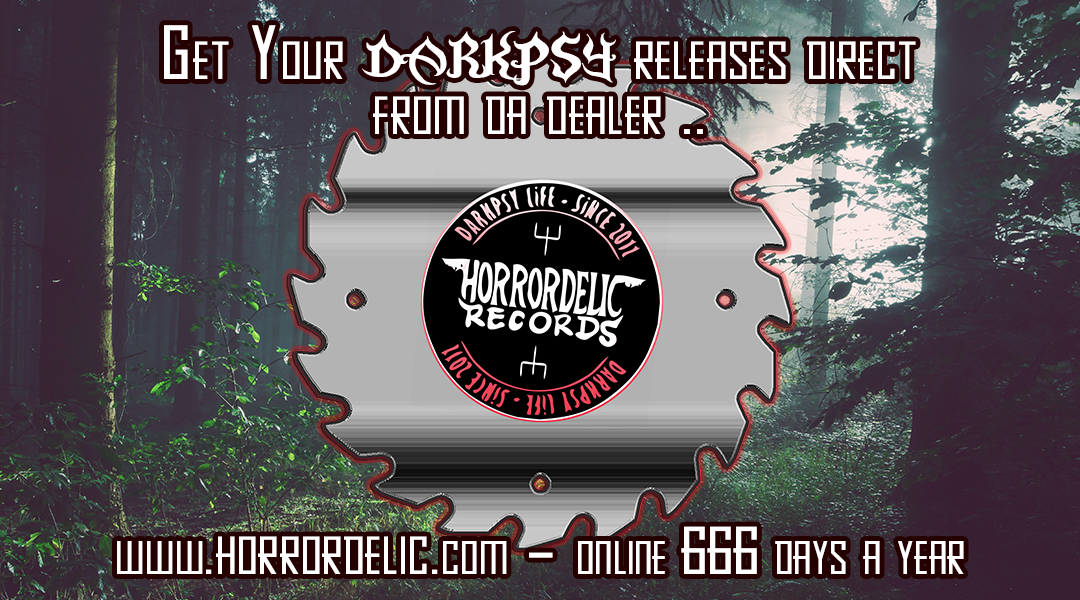 Get Your DARKPSY releases direct
from da dealer ..
DARKPSY LiFE • SiNCE 2011
HORRORDELIC
RECORDS
DARKPSY LiFE • SiNCE 2011
www.HORRORDELIC.com – online 666 days a year